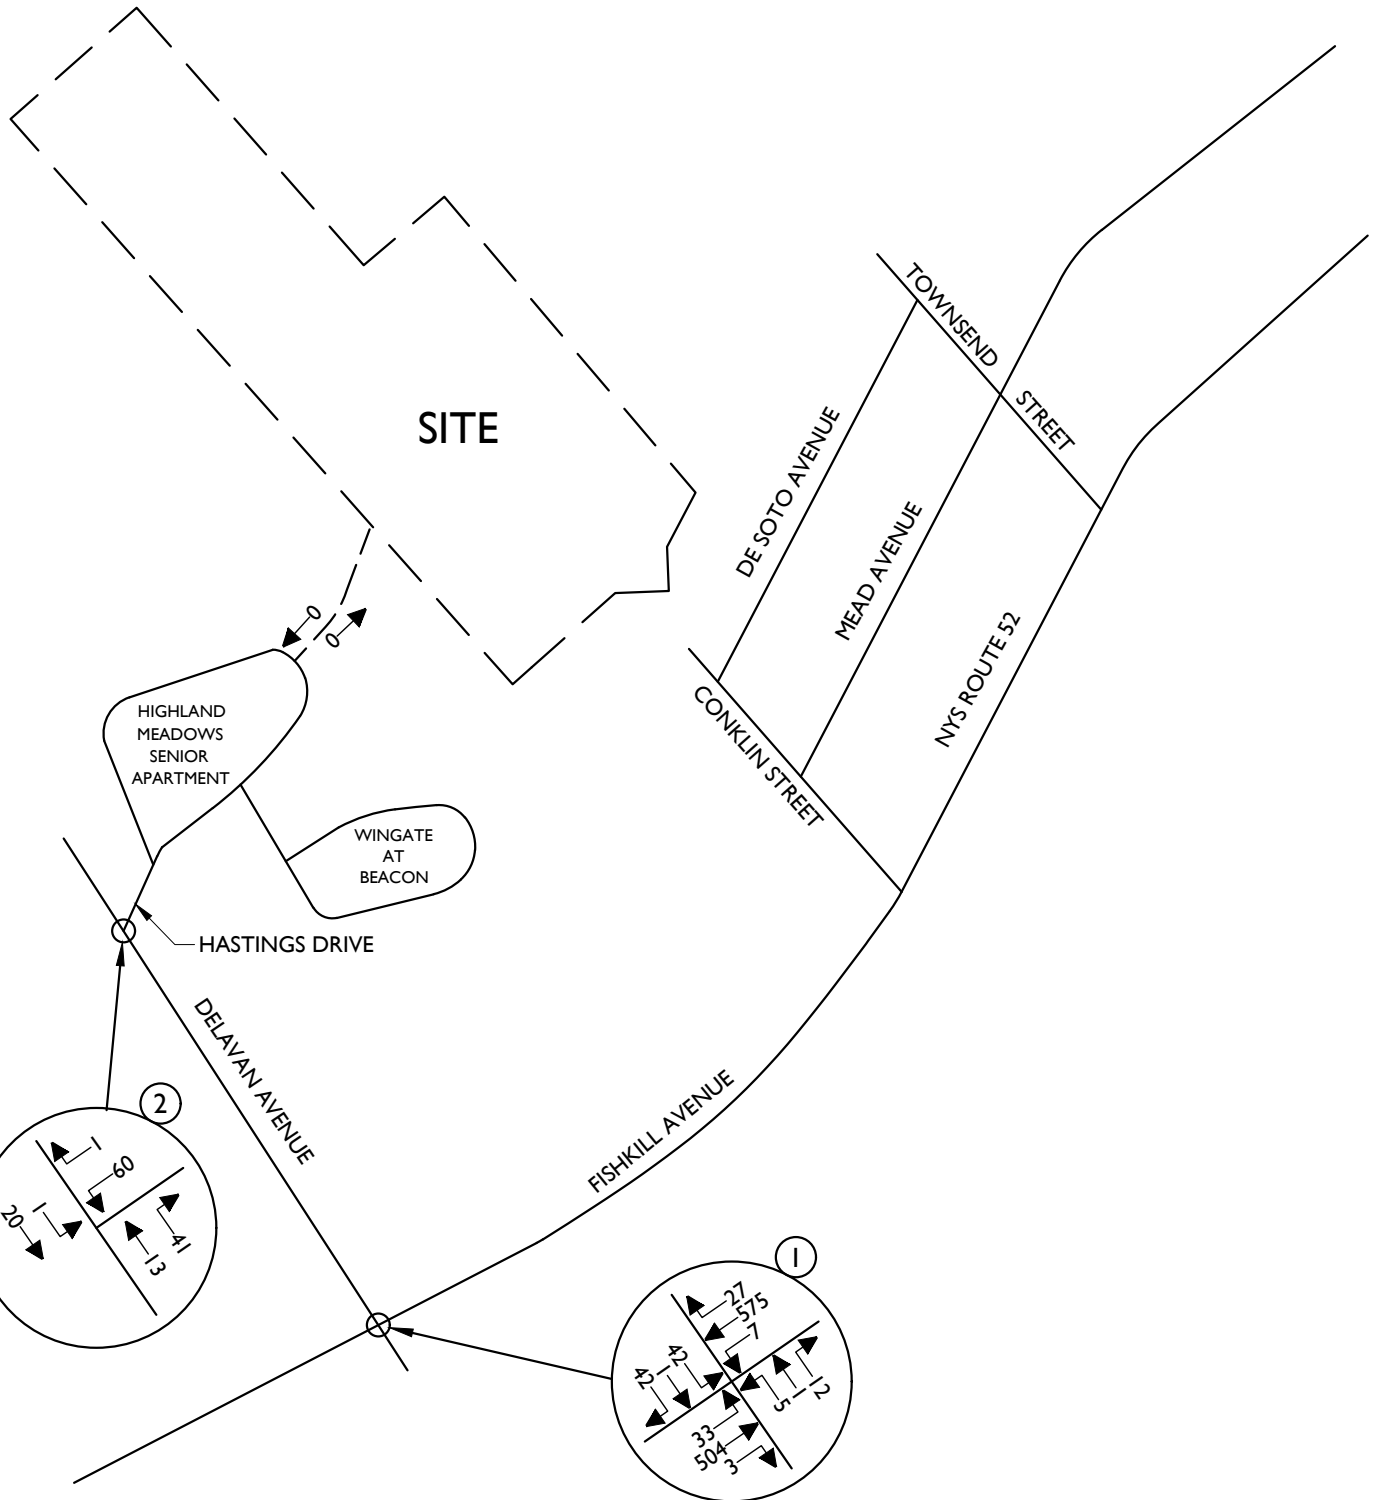 SITE
TOWNSEND
STREET
DE SOTO AVENUE
MEAD AVENUE
NYS ROUTE 52
CONKLIN STREET
0
0
HIGHLAND
MEADOWS
SENIOR
APARTMENT
WINGATE
AT
BEACON
HASTINGS DRIVE
DELAVAN AVENUE
FISHKILL AVENUE
2
1
60
20
1
13
41
1
27
575
7
42
1
42
33
504
3
5
1
12